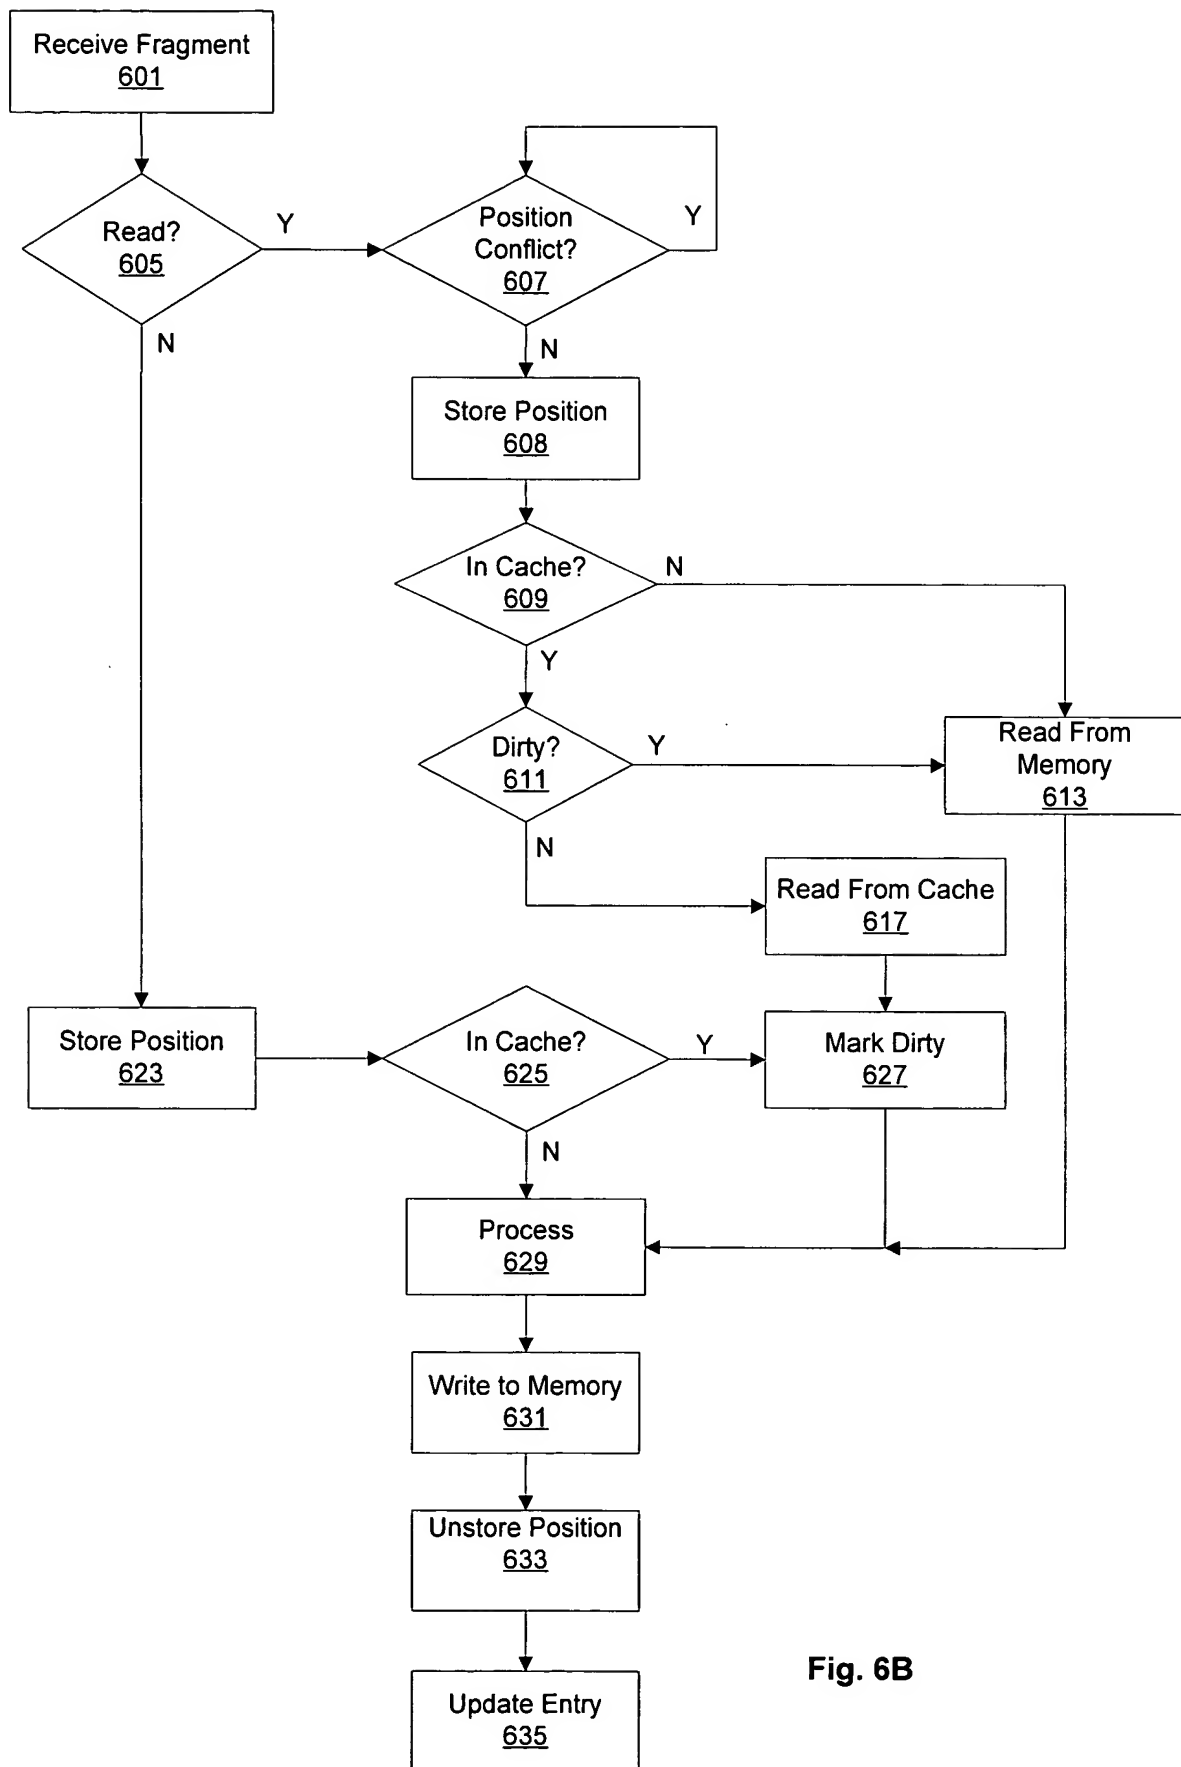 Receive Fragment
601
Read?
605
Y
N
Position
Conflict?
607
Y
N
Store Position
608
In Cache?
609
N
Y
Dirty?
611
Y
N
Read From
Memory
613
Read From Cache
617
Store Position
623
In Cache?
625
Y
N
Mark Dirty
627
Process
629
Write to Memory
631
Unstore Position
633
Update Entry
635
Fig. 6B